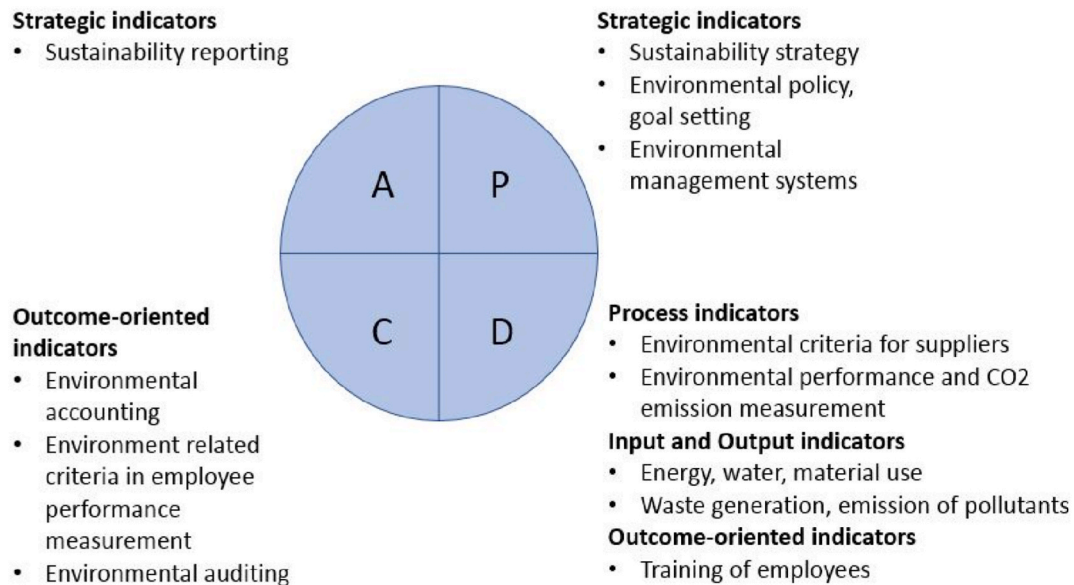 Strategic indicators
• Sustainability reporting
Strategic indicators
• Sustainability strategy
• Environmental policy,
goal setting
• Environmental
management systems
A
P
C
D
Outcome-oriented
indicators
• Environmental
accounting
• Environment related
criteria in employee
performance
measurement
• Environmental auditing
Process indicators
• Environmental criteria for suppliers
• Environmental performance and CO2
emission measurement
Input and Output indicators
• Energy, water, material use
• Waste generation, emission of pollutants
Outcome-oriented indicators
• Training of employees